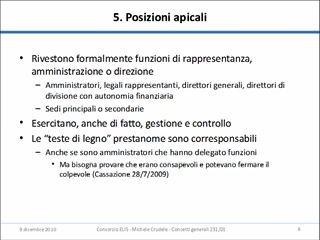 5. Posizioni apicali
• Rivestono formalmente funzioni di rappresentanza,
amministrazione o direzione
– Amministratori, legali rappresentanti, direttori generali, direttori di
divisione con autonomia finanziaria
– Sedi principali o secondarie
• Esercitano, anche di fatto, gestione e controllo
• Le “teste di legno” prestanome sono corresponsabili
– Anche se sono amministratori che hanno delegato funzioni
• Ma bisogna provare che erano consapevoli e potevano fermare il
colpevole (Cassazione 28/7/2009)
9 dicembre 2010
Consorzio ELIS - Michele Crudele - Concetti generali 231/01
4